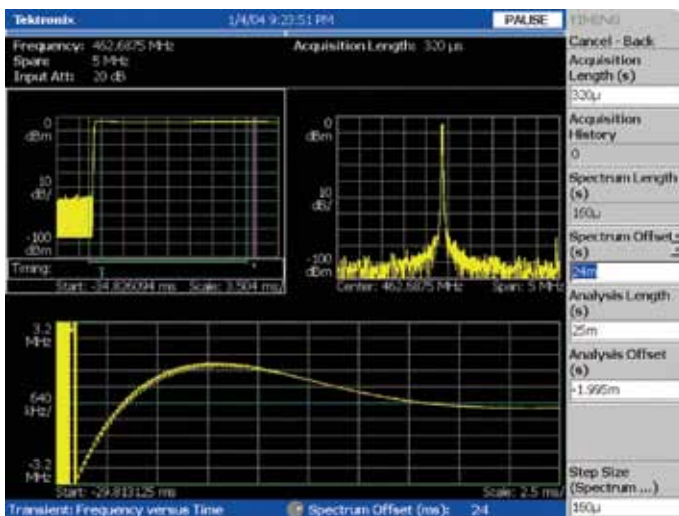 Tektronix 1/4/04 9:23:51 PM PAUSE TIMING
Frequency: 462.6875 MHz Acquisition Length: 320 µs
Span: 5 MHz
Input Att: 20 dB
Cancel - Back
Acquisition
Length (s)
320µ
Acquisition
History
0
Spectrum Length
(s)
160µ
Spectrum Offset
(s)
24m
Analysis Length
(s)
25m
Analysis Offset
(s)
-1.995m
Step Size
(Spectrum ...)
160µ
0
dBm
10
dB/
-100
dBm
Timing:
Start: -34.826094 ms Scale: 3.504 ms/
0
dBm
10
dB/
-100
dBm
Center: 462.6875 MHz Span: 5 MHz
3.2
MHz
640
kHz/
-3.2
MHz
Start: -29.813125 ms Scale: 2.5 ms/
Transient: Frequency versus Time Spectrum Offset (ms): 24